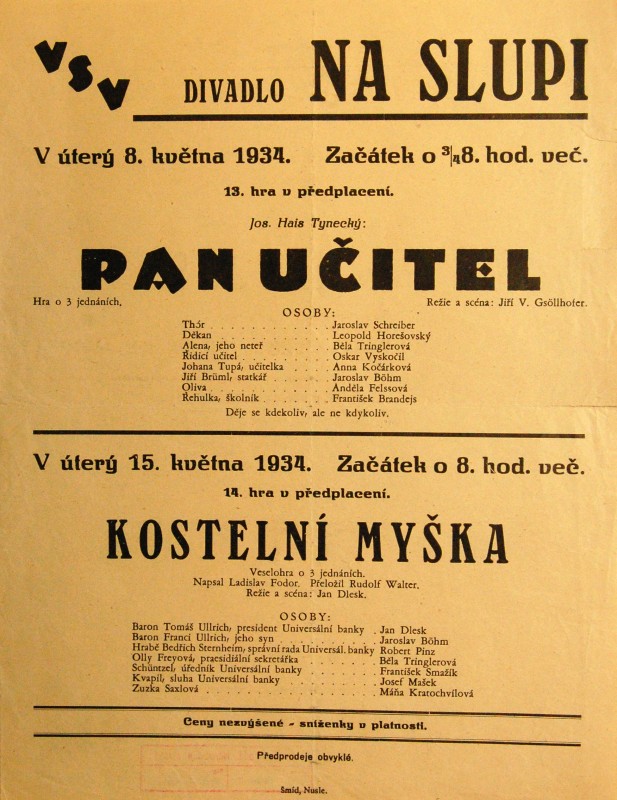 VSV
DIVADLO NA SLUPI
V úterý 8. května 1934. Začátek o 3/48. hod. več.
13. hra v předplacení.
Jos. Hais Tynecký:
PAN UČITEL
Hra o 3 jednáních. Režie a scéna: Jiří V. Gsöllhofer.
OSOBY:
Thór . . . . . . . . . . . . . Jaroslav Schreiber
Děkan . . . . . . . . . . . . . Leopold Horešovský
Alena, jeho neteř . . . . . . . . . Běla Tringlerová
Řídící učitel . . . . . . . . . . . Oskar Vyskočil
Johana Tupá, učitelka . . . . . . . Anna Kočárková
Jiří Brüml, statkář . . . . . . . . . Jaroslav Böhm
Oliva . . . . . . . . . . . . . Anděla Felssová
Řehulka, školník . . . . . . . . . František Brandejs
Děje se kdekoliv, ale ne kdykoliv.
V úterý 15. května 1934. Začátek o 8. hod. več.
14. hra v předplacení.
KOSTELNÍ MYŠKA
Veselohra o 3 jednáních.
Napsal Ladislav Fodor. Přeložil Rudolf Walter.
Režie a scéna: Jan Dlesk.
OSOBY:
Baron Tomáš Ullrich, president Universální banky . Jan Dlesk
Baron Franci Ullrich, jeho syn . . . . . . . . . Jaroslav Böhm
Hrabě Bedřich Sternheim, správní rada Universál. banky Robert Pinz
Olly Freyová, praesidiální sekretářka . . . . . . . Běla Tringlerová
Schüntzel, úředník Universální banky . . . . . . . František Smažík
Kvapil, sluha Universální banky . . . . . . . . . Josef Mašek
Zuzka Saxlová . . . . . . . . . . . . . . . Máňa Kratochvílová
Ceny nezvýšené - sníženky v platnosti.
Předprodeje obvyklé.
Šmíd, Nusle.